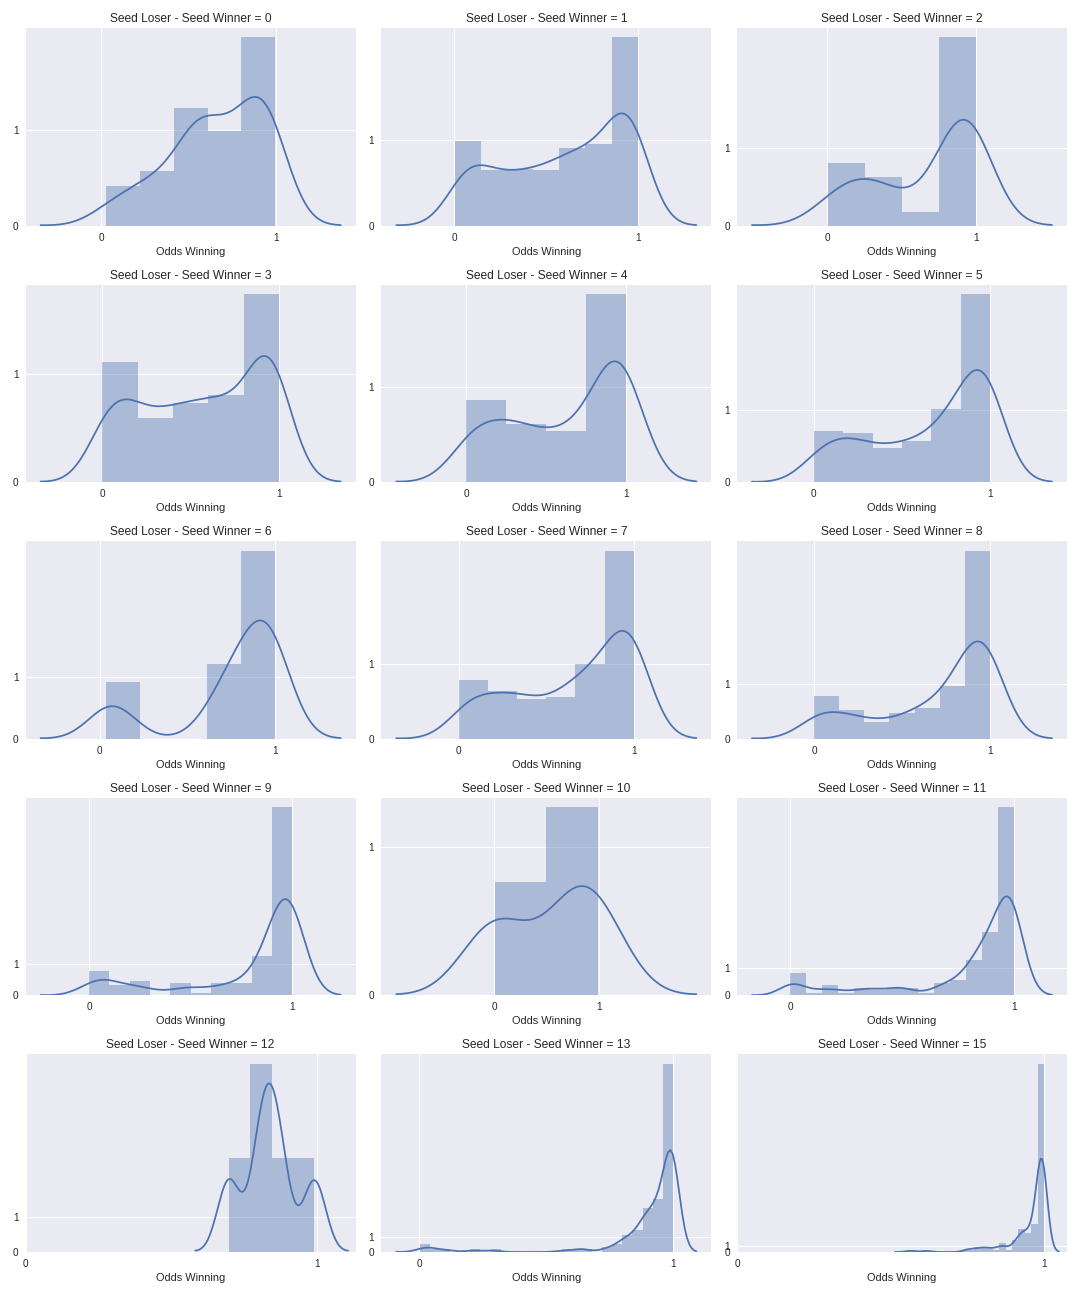 Seed Loser - Seed Winner = 0
1
0
0 1
Odds Winning
Seed Loser - Seed Winner = 1
1
0
0 1
Odds Winning
Seed Loser - Seed Winner = 2
1
0
0 1
Odds Winning
Seed Loser - Seed Winner = 3
1
0
0 1
Odds Winning
Seed Loser - Seed Winner = 4
1
0
0 1
Odds Winning
Seed Loser - Seed Winner = 5
1
0
0 1
Odds Winning
Seed Loser - Seed Winner = 6
1
0
0 1
Odds Winning
Seed Loser - Seed Winner = 7
1
0
0 1
Odds Winning
Seed Loser - Seed Winner = 8
1
0
0 1
Odds Winning
Seed Loser - Seed Winner = 9
1
0
0 1
Odds Winning
Seed Loser - Seed Winner = 10
1
0
0 1
Odds Winning
Seed Loser - Seed Winner = 11
1
0
0 1
Odds Winning
Seed Loser - Seed Winner = 12
1
0
0 1
Odds Winning
Seed Loser - Seed Winner = 13
1
0
0 1
Odds Winning
Seed Loser - Seed Winner = 15
1
0
0 1
Odds Winning